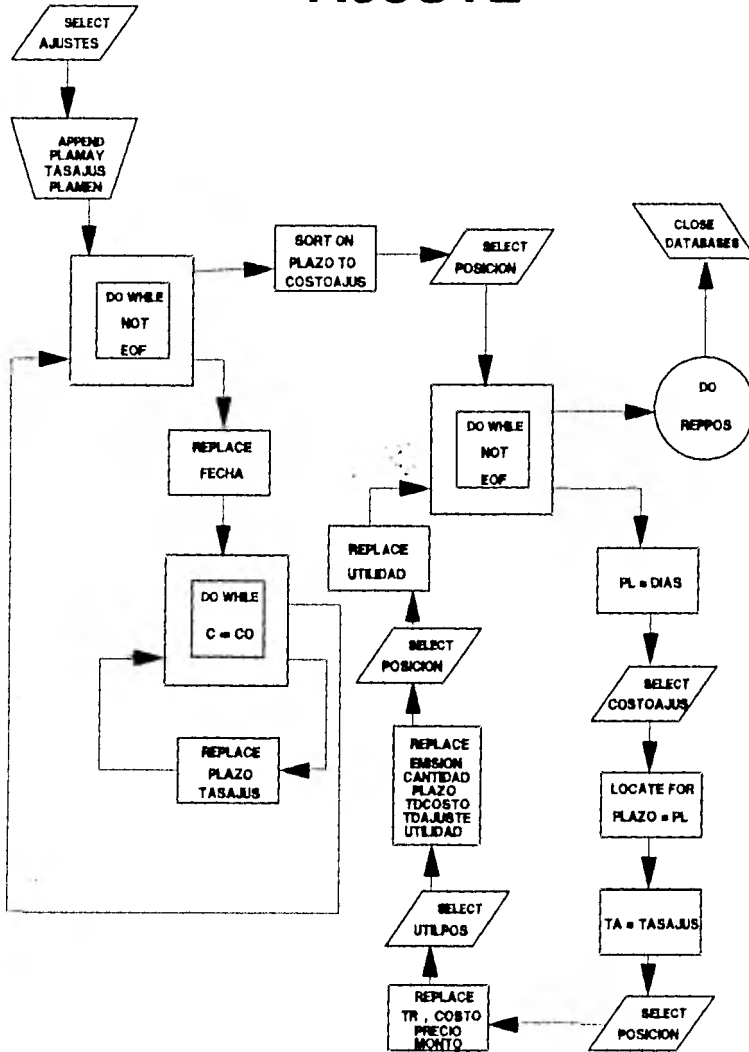 AJUSTE
SELECT
AJUSTES
APPEND
PLAMAY
TASAJUS
PLAMEN
DO WHILE
NOT
EOF
SORT ON
PLAZO TO
COSTOAJUS
SELECT
POSICION
CLOSE
DATABASES
DO
REPPOS
DO WHILE
NOT
EOF
REPLACE
FECHA
DO WHILE
C = CO
REPLACE
PLAZO
TASAJUS
REPLACE
UTILIDAD
SELECT
POSICION
REPLACE
EMISION
CANTIDAD
PLAZO
TDCOSTO
TDAJUSTE
UTILIDAD
SELECT
UTILPOS
REPLACE
TR , COSTO
PRECIO
MONTO
PL = DIAS
SELECT
COSTOAJUS
LOCATE FOR
PLAZO = PL
TA = TASAJUS
SELECT
POSICION